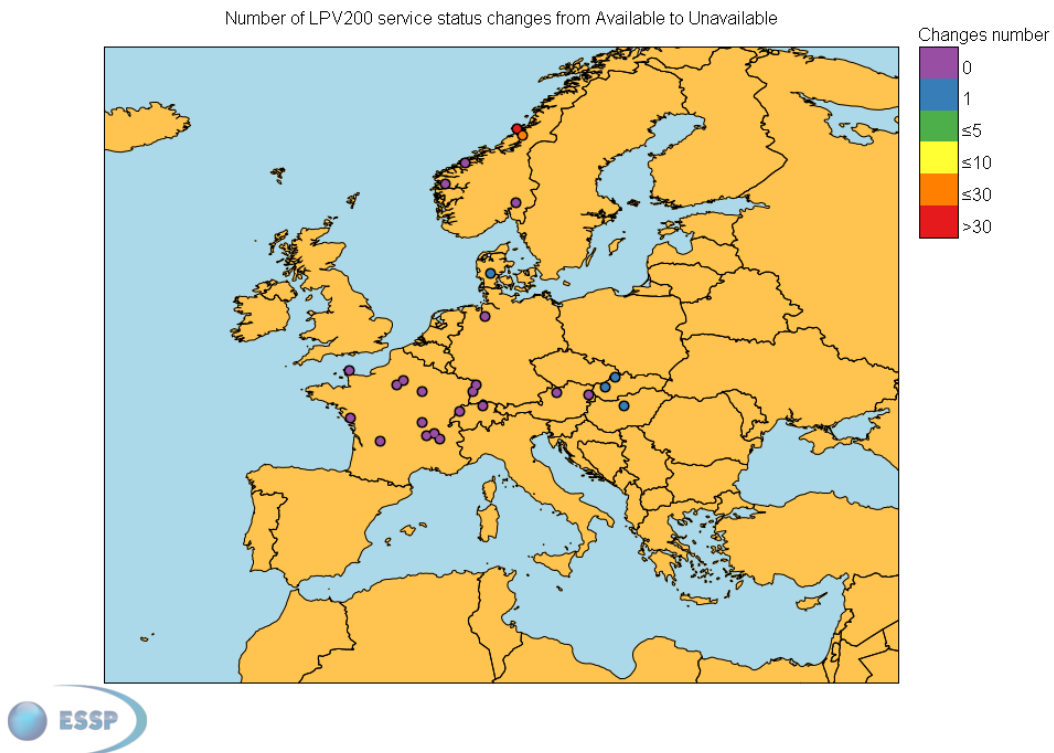 Number of LPV200 service status changes from Available to Unavailable
Changes number
0
1
≤5
≤10
≤30
>30
ESSP